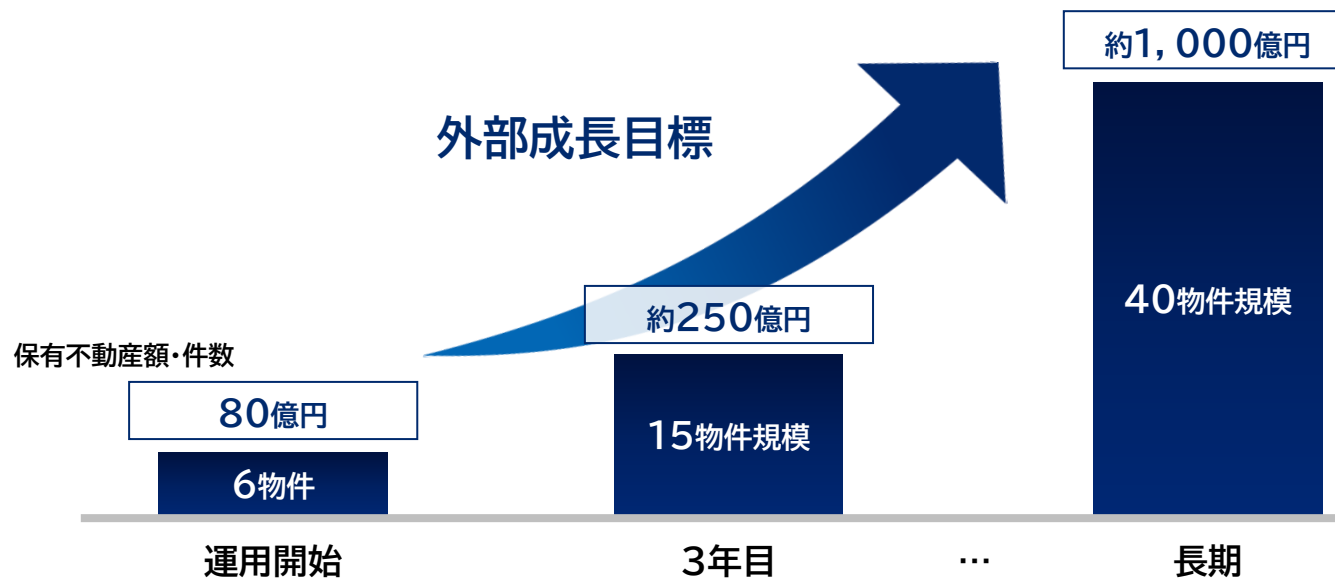 約1，000億円
外部成長目標
40物件規模
約250億円
保有不動産額・件数
80億円
15物件規模
6物件
運用開始
3年目
…
長期